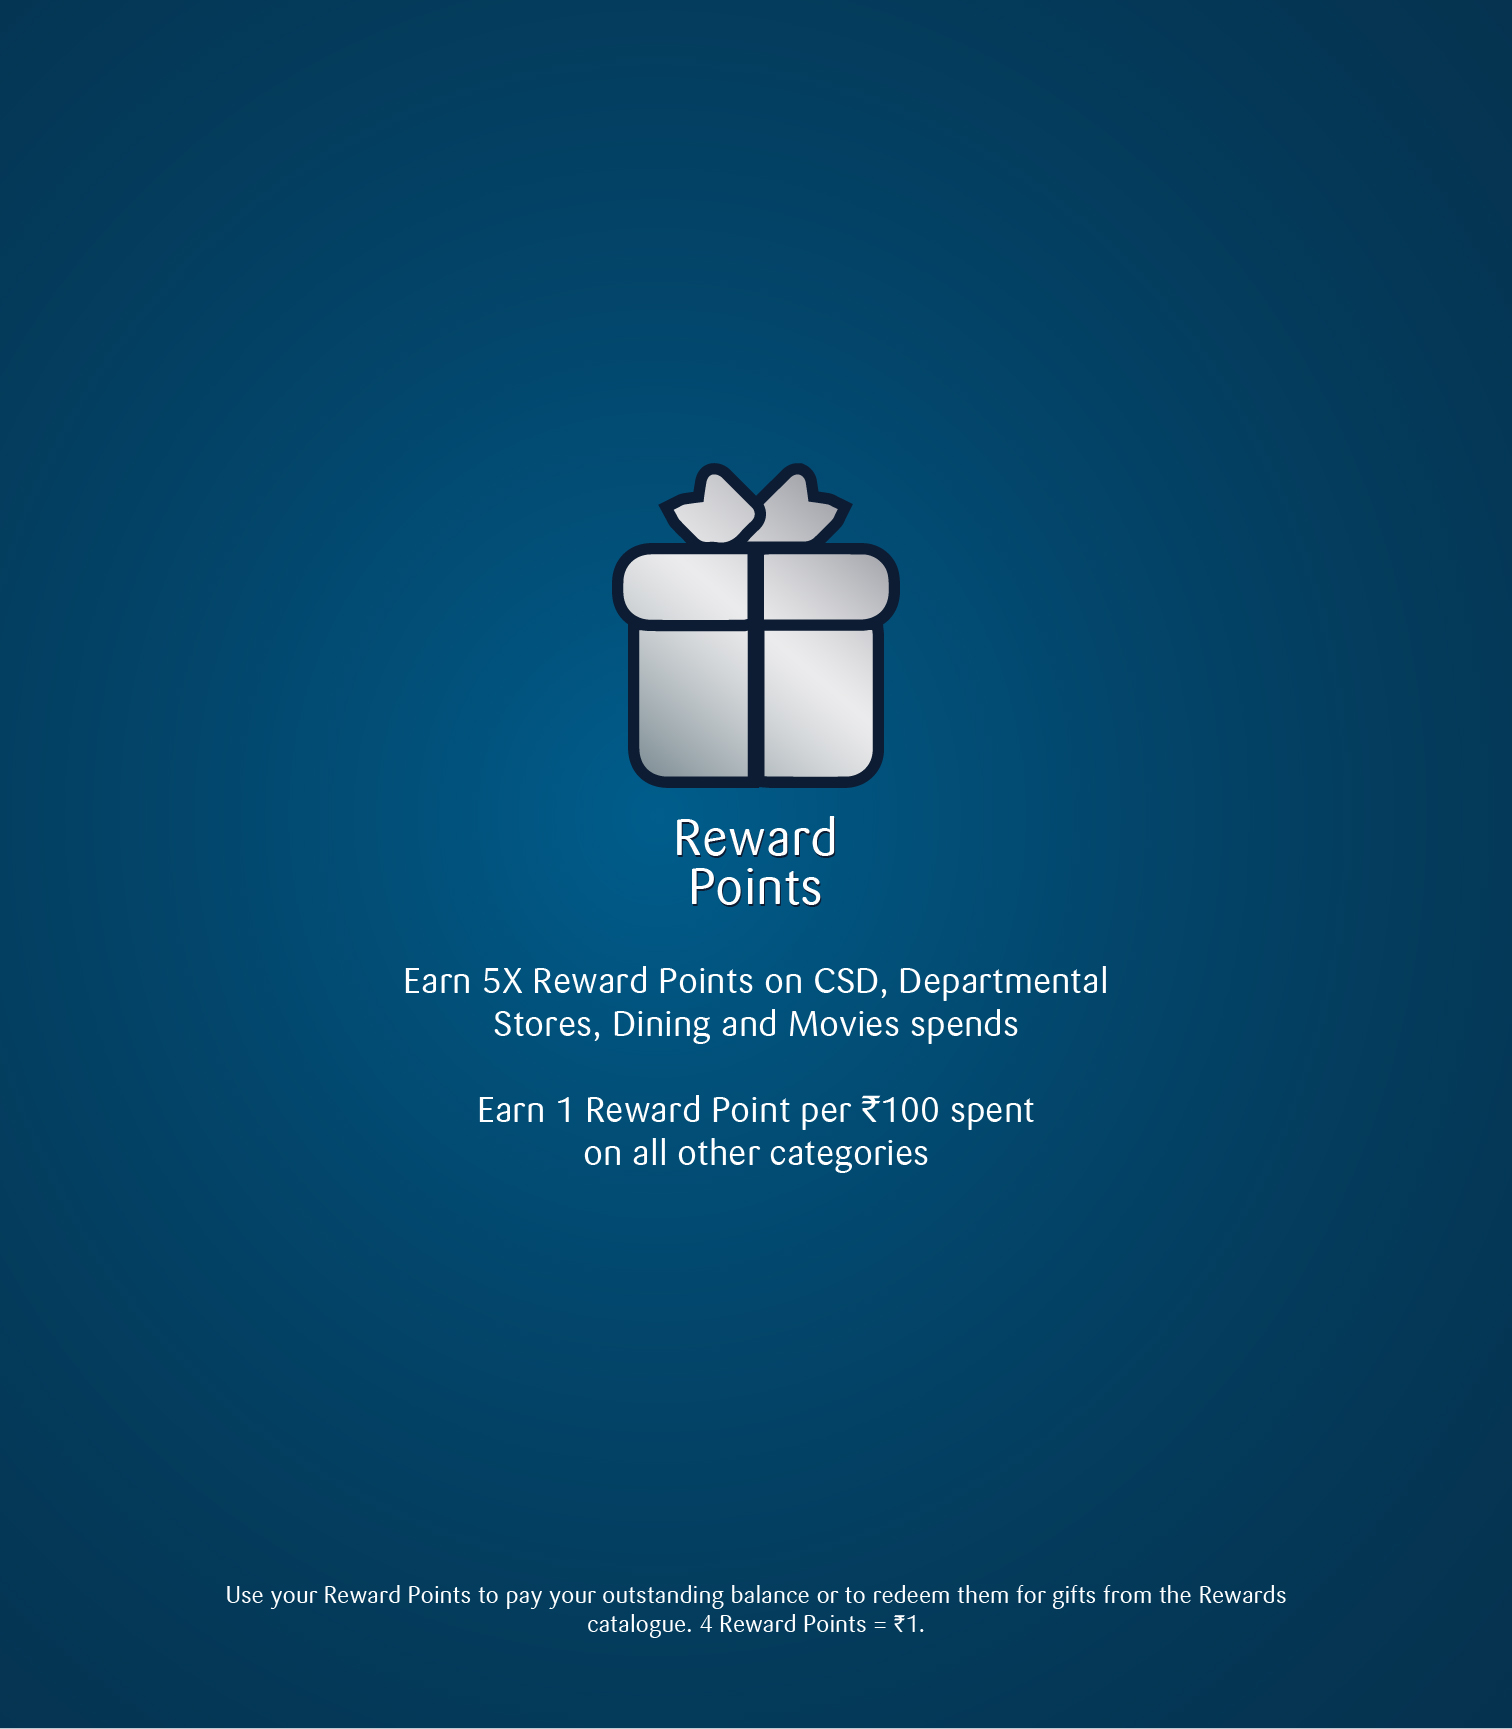 Reward
Points
Earn 5X Reward Points on CSD, Departmental
Stores, Dining and Movies spends
Earn 1 Reward Point per ₹100 spent
on all other categories
Use your Reward Points to pay your outstanding balance or to redeem them for gifts from the Rewards
catalogue. 4 Reward Points = ₹1.